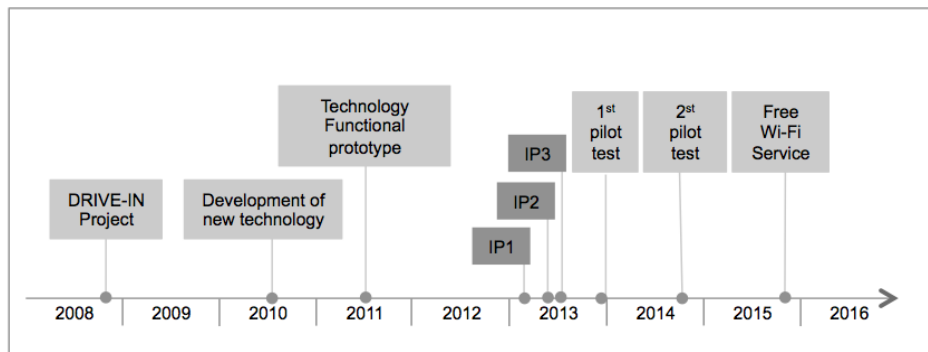 DRIVE-IN
Project
Development of
new technology
Technology
Functional
prototype
IP1
IP2
IP3
1st
pilot
test
2st
pilot
test
Free
Wi-Fi
Service
2008
2009
2010
2011
2012
2013
2014
2015
2016